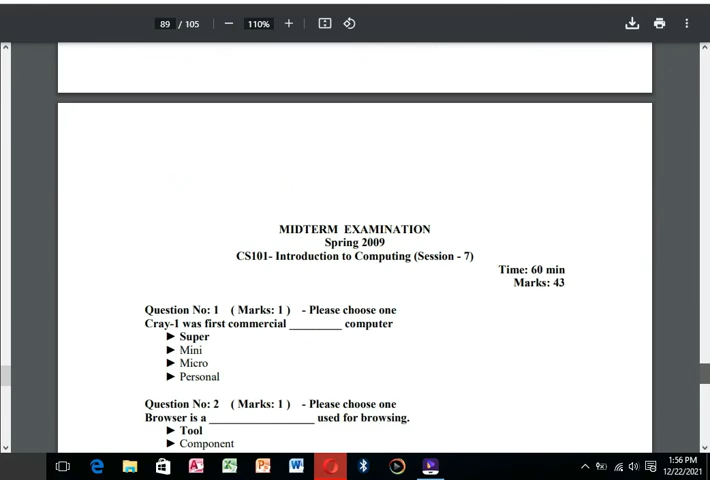 89 / 105
110%
MIDTERM EXAMINATION
Spring 2009
CS101- Introduction to Computing (Session - 7)
Time: 60 min
Marks: 43
Question No: 1 ( Marks: 1 ) - Please choose one
Cray-1 was first commercial _________ computer
► Super
► Mini
► Micro
► Personal
Question No: 2 ( Marks: 1 ) - Please choose one
Browser is a __________________ used for browsing.
► Tool
► Component
1:56 PM
12/22/2021